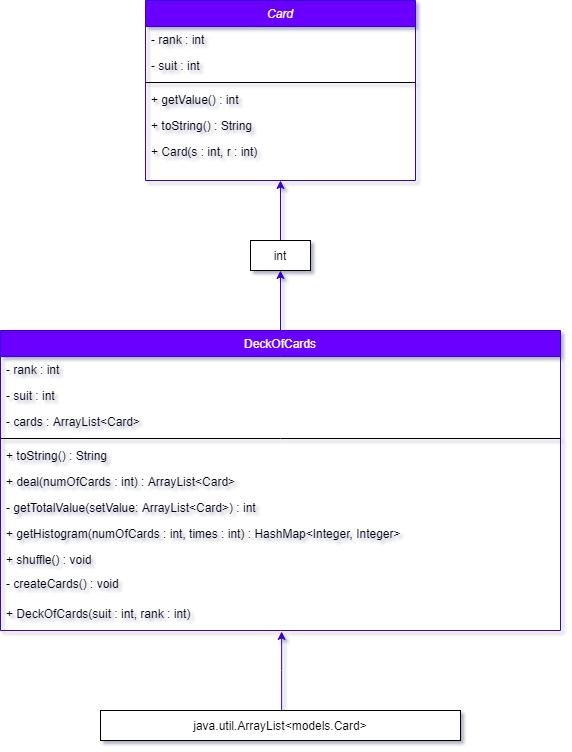 Card
- rank : int
- suit : int
+ getValue() : int
+ toString() : String
+ Card(s : int, r : int)
int
DeckOfCards
- rank : int
- suit : int
- cards : ArrayList<Card>
+ toString() : String
+ deal(numOfCards : int) : ArrayList<Card>
- getTotalValue(setValue: ArrayList<Card>) : int
+ getHistogram(numOfCards : int, times : int) : HashMap<Integer, Integer>
+ shuffle() : void
- createCards() : void
+ DeckOfCards(suit : int, rank : int)
java.util.ArrayList<models.Card>